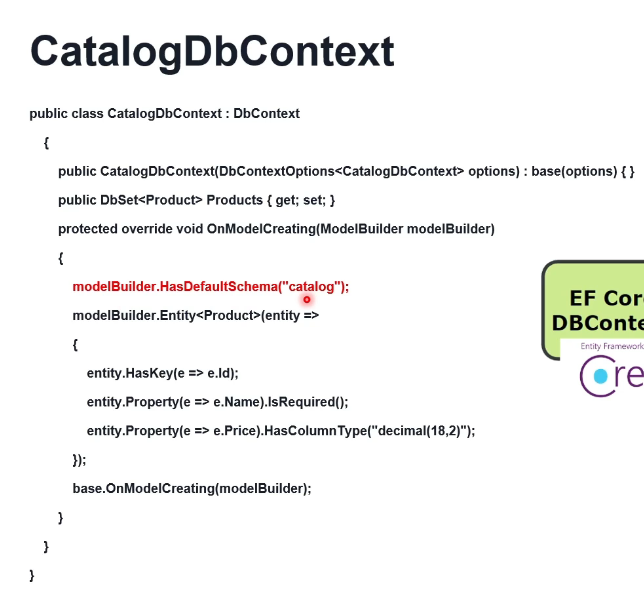 CatalogDbContext
public class CatalogDbContext : DbContext
{
public CatalogDbContext(DbContextOptions<CatalogDbContext> options) : base(options) { }
public DbSet<Product> Products { get; set; }
protected override void OnModelCreating(ModelBuilder modelBuilder)
{
modelBuilder.HasDefaultSchema("catalog");
modelBuilder.Entity<Product>(entity =>
{
entity.HasKey(e => e.Id);
entity.Property(e => e.Name).IsRequired();
entity.Property(e => e.Price).HasColumnType("decimal(18,2)");
});
base.OnModelCreating(modelBuilder);
}
}
}
EF Cor
DBConte
Entity Framework
Core